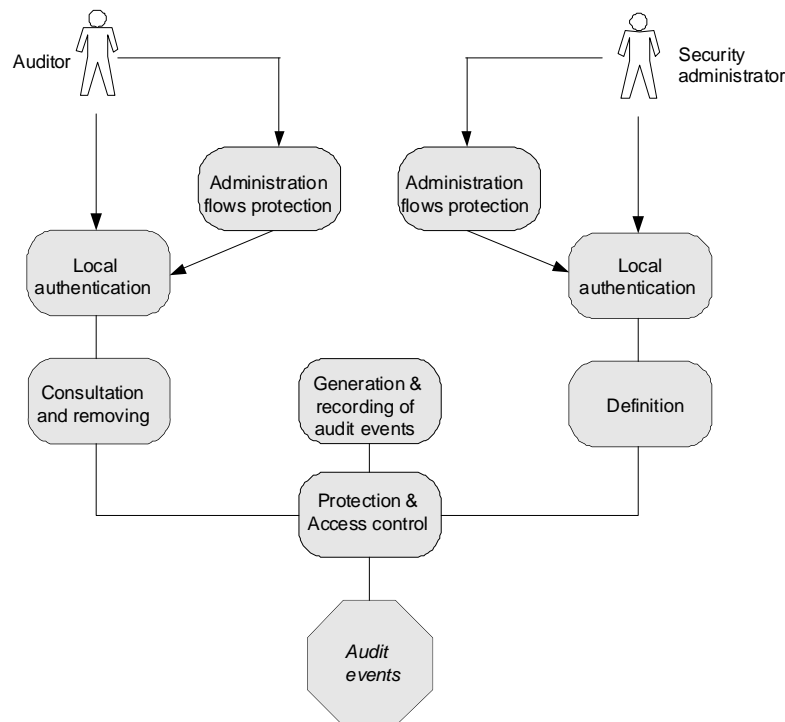 Auditor
Security
administrator
Administration
flows protection
Administration
flows protection
Local
authentication
Local
authentication
Consultation
and removing
Generation &
recording of
audit events
Definition
Protection &
Access control
Audit
events